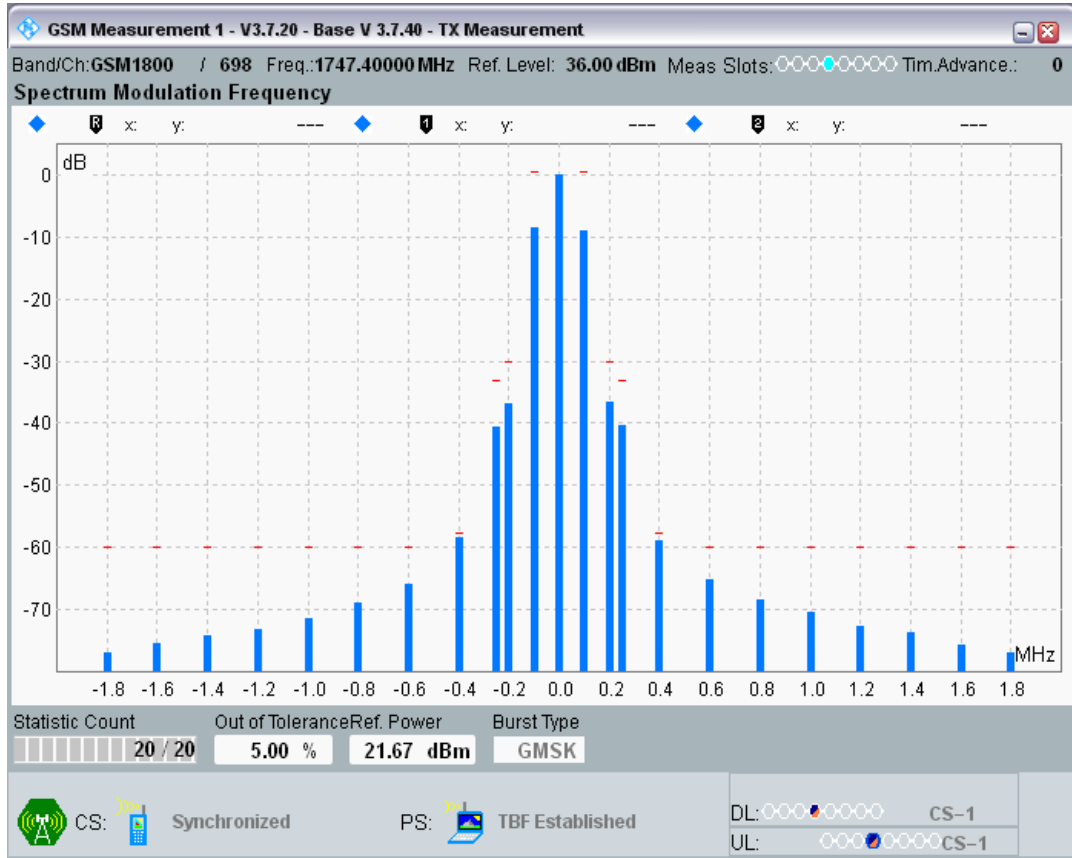 GSM Measurement 1 - V3.7.20 - Base V 3.7.40 - TX Measurement
Band/Ch:GSM1800 / 698 Freq.:1747.40000 MHz Ref. Level: 36.00 dBm Meas Slots: Tim.Advance.: 0
Spectrum Modulation Frequency
R x: y: --- 1 x: y: --- 2 x: y: ---
dB
0
-10
-20
-30
-40
-50
-60
-70
MHz
-1.8 -1.6 -1.4 -1.2 -1.0 -0.8 -0.6 -0.4 -0.2 0.0 0.2 0.4 0.6 0.8 1.0 1.2 1.4 1.6 1.8
Statistic Count Out of Tolerance Ref. Power Burst Type
20 / 20 5.00 % 21.67 dBm GMSK
CS: Synchronized PS: TBF Established
DL: CS-1
UL: CS-1